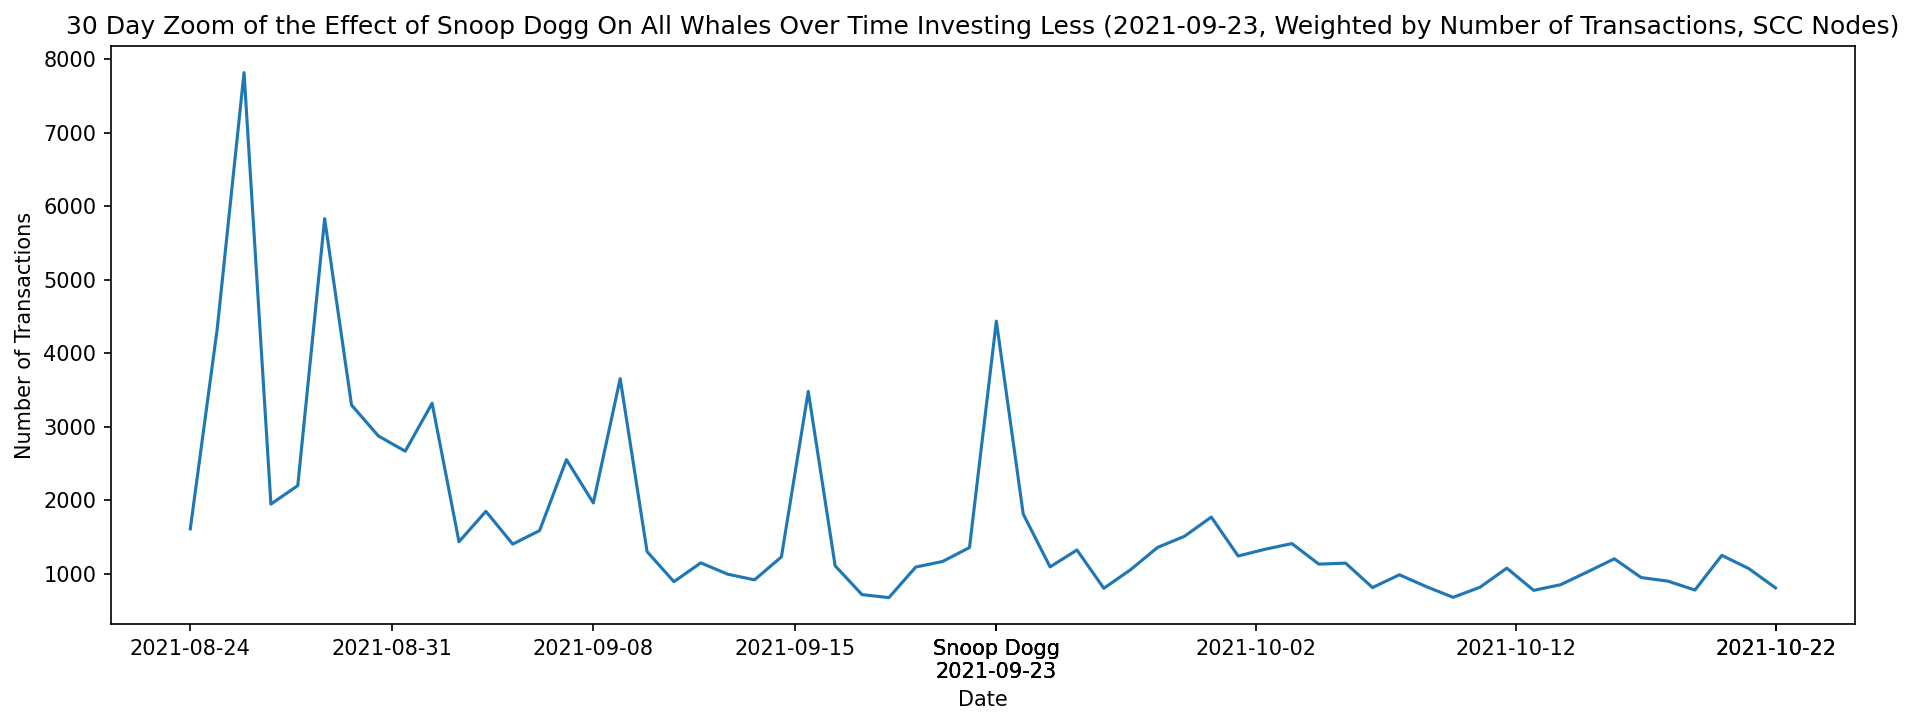 30 Day Zoom of the Effect of Snoop Dogg On All Whales Over Time Investing Less (2021-09-23, Weighted by Number of Transactions, SCC Nodes)
8000
7000
6000
5000
4000
3000
2000
1000
Number of Transactions
2021-08-24 2021-08-31 2021-09-08 2021-09-15 Snoop Dogg 2021-10-02 2021-10-12 2021-10-22
2021-09-23
Date